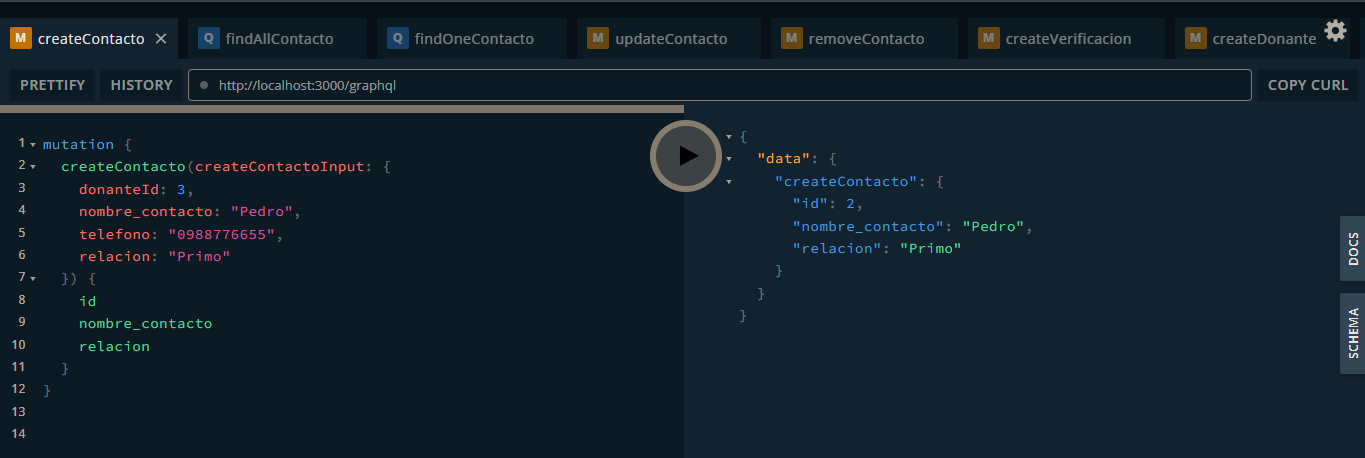 M createContacto ×
Q findAllContacto
Q findOneContacto
M updateContacto
M removeContacto
M createVerificacion
M createDonante
PRETTIFY
HISTORY
http://localhost:3000/graphql
COPY CURL
1 mutation {
2 createContacto(createContactoInput: {
3 donanteId: 3,
4 nombre_contacto: "Pedro",
5 telefono: "0988776655",
6 relacion: "Primo"
7 }) {
8 id
9 nombre_contacto
10 relacion
11 }
12 }
13
14
{
"data": {
"createContacto": {
"id": 2,
"nombre_contacto": "Pedro",
"relacion": "Primo"
}
}
}
DOCS
SCHEMA